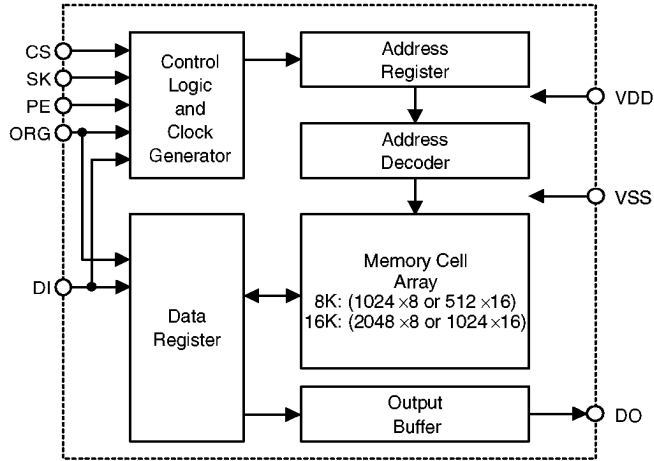 CS
SK
PE
ORG
DI
Control
Logic
and
Clock
Generator
Address
Register
Address
Decoder
VDD
VSS
Data
Register
Memory Cell
Array
8K: (1024 ×8 or 512 ×16)
16K: (2048 ×8 or 1024 ×16)
Output
Buffer
DO